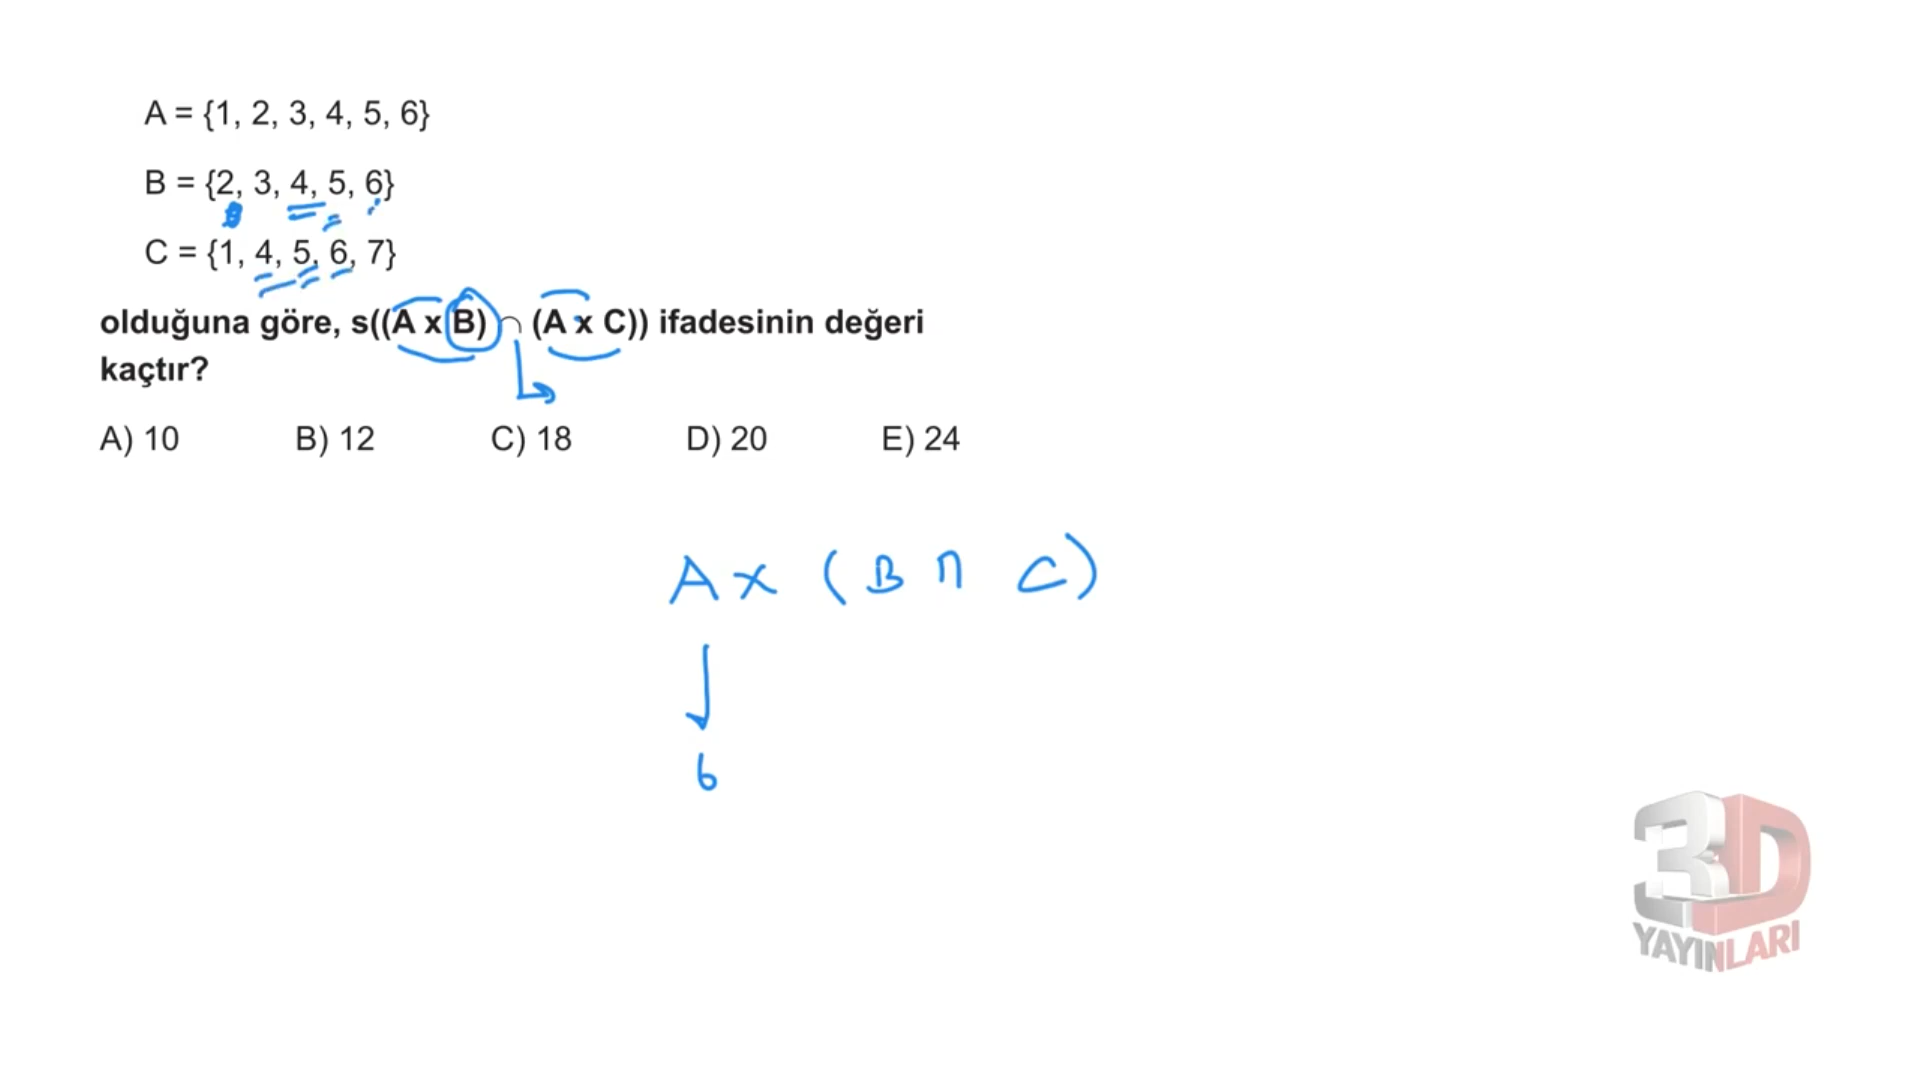 A = {1, 2, 3, 4, 5, 6}
B = {2, 3, 4, 5, 6}
C = {1, 4, 5, 6, 7}
olduğuna göre, s((A x B) ∩ (A x C)) ifadesinin değeri
kaçtır?
A) 10 B) 12 C) 18 D) 20 E) 24
A x (B ∩ C)
6
3D
YAYINLARI